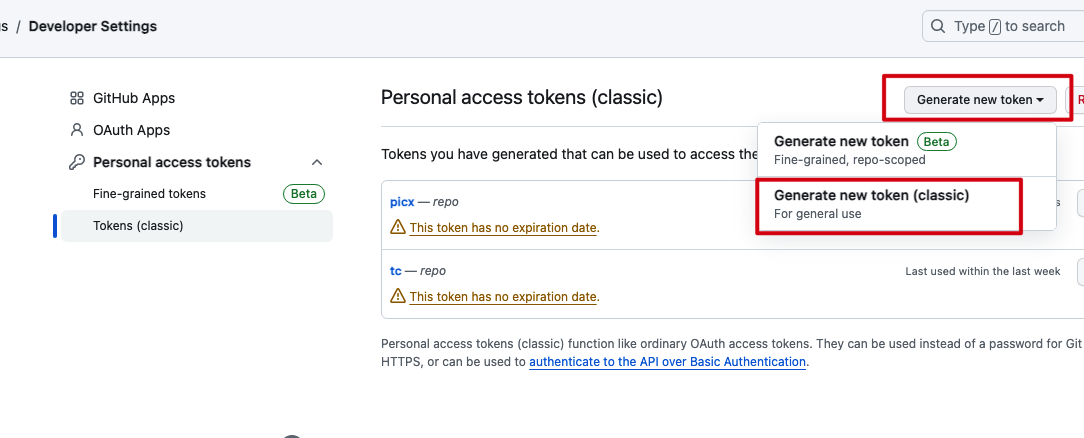 s / Developer Settings
Type / to search
GitHub Apps
OAuth Apps
Personal access tokens
Fine-grained tokens Beta
Tokens (classic)
Personal access tokens (classic)
Generate new token
R
Generate new token Beta
Fine-grained, repo-scoped
Generate new token (classic)
For general use
Tokens you have generated that can be used to access the
picx — repo
s
This token has no expiration date.
tc — repo
Last used within the last week
This token has no expiration date.
Personal access tokens (classic) function like ordinary OAuth access tokens. They can be used instead of a password for Git
HTTPS, or can be used to authenticate to the API over Basic Authentication.